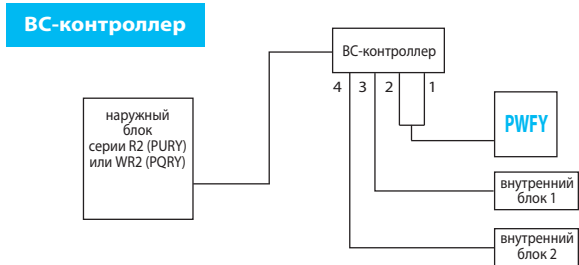 BC-контроллер
BC-контроллер
4 3 2 1
наружный
блок
серии R2 (PURY)
или WR2 (PQRY)
PWFY
внутренний
блок 1
внутренний
блок 2